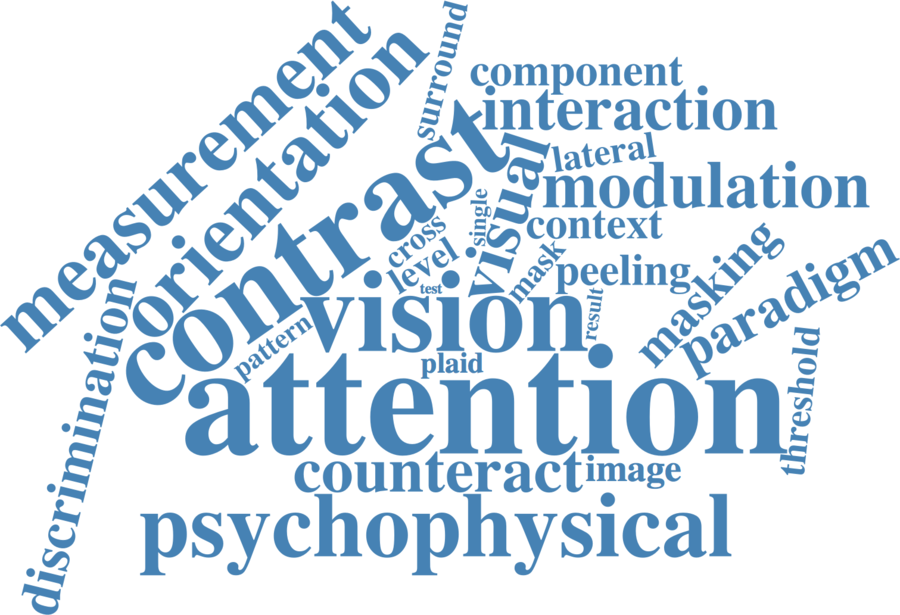 measurement
orientation
surround
component
interaction
contrast
visual
lateral
modulation
single
context
cross
level
mask
test
peeling
masking
paradigm
vision
result
pattern
discrimination
plaid
threshold
attention
counteract
image
psychophysical